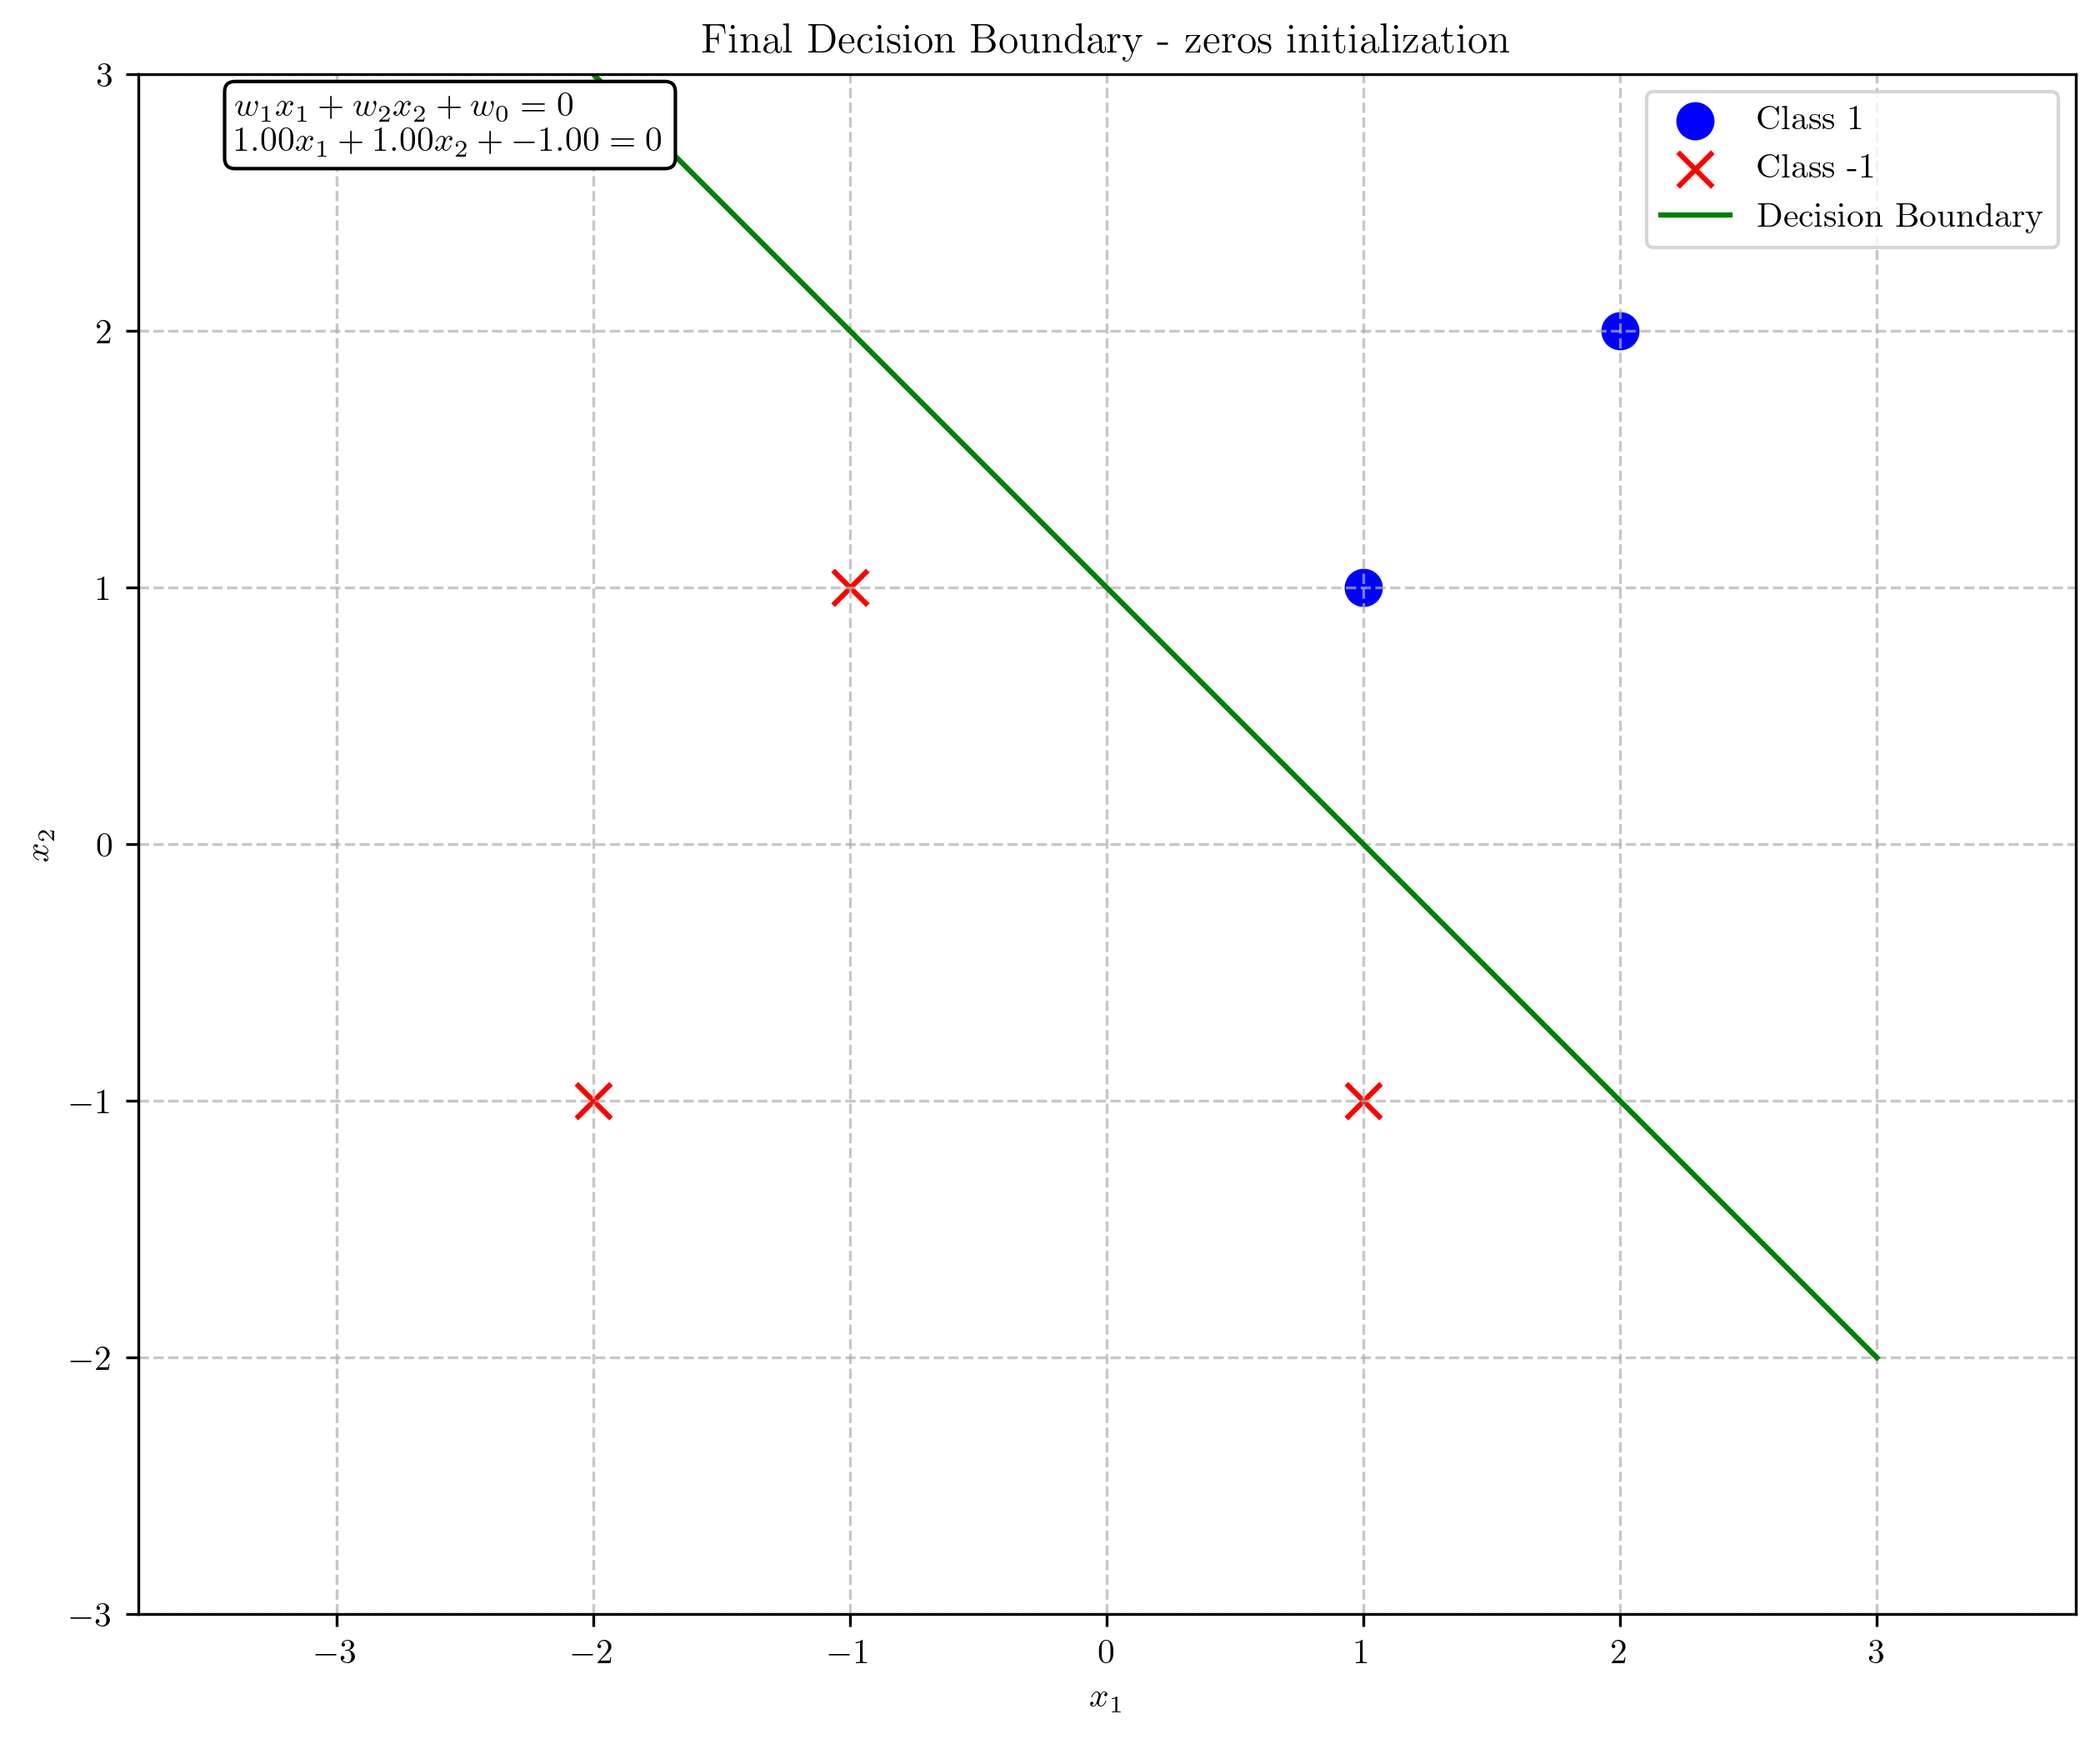 Final Decision Boundary - zeros initialization
w₁x₁ + w₂x₂ + w₀ = 0
1.00x₁ + 1.00x₂ + −1.00 = 0
Class 1
Class -1
Decision Boundary
3
2
1
0
−1
−2
−3
x₂
−3
−2
−1
0
1
2
3
x₁